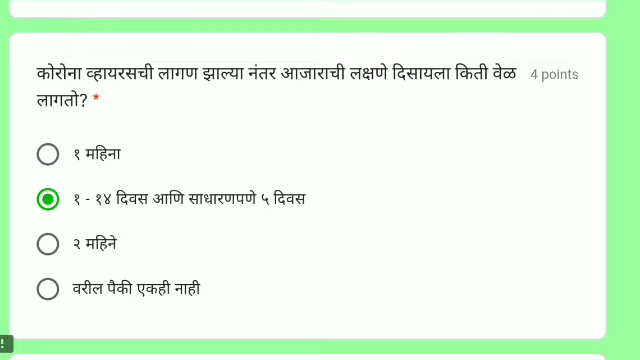 कोरोना व्हायरसची लागण झाल्या नंतर आजाराची लक्षणे दिसायला किती वेळ 4 points
लागतो? *
१ महिना
१ - १४ दिवस आणि साधारणपणे ५ दिवस
२ महिने
वरील पैकी एकही नाही
!